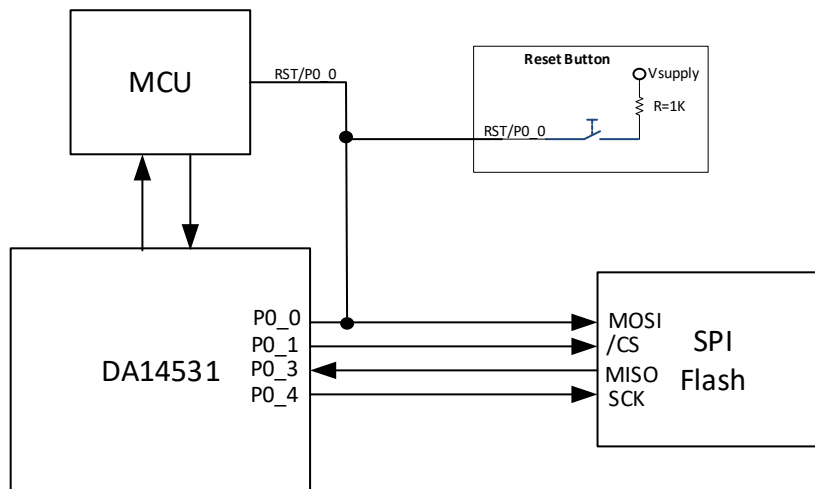 MCU
RST/P0_0
Reset Button
Vsupply
R=1K
RST/P0_0
DA14531
P0_0
P0_1
P0_3
P0_4
MOSI
/CS
MISO
SCK
SPI
Flash